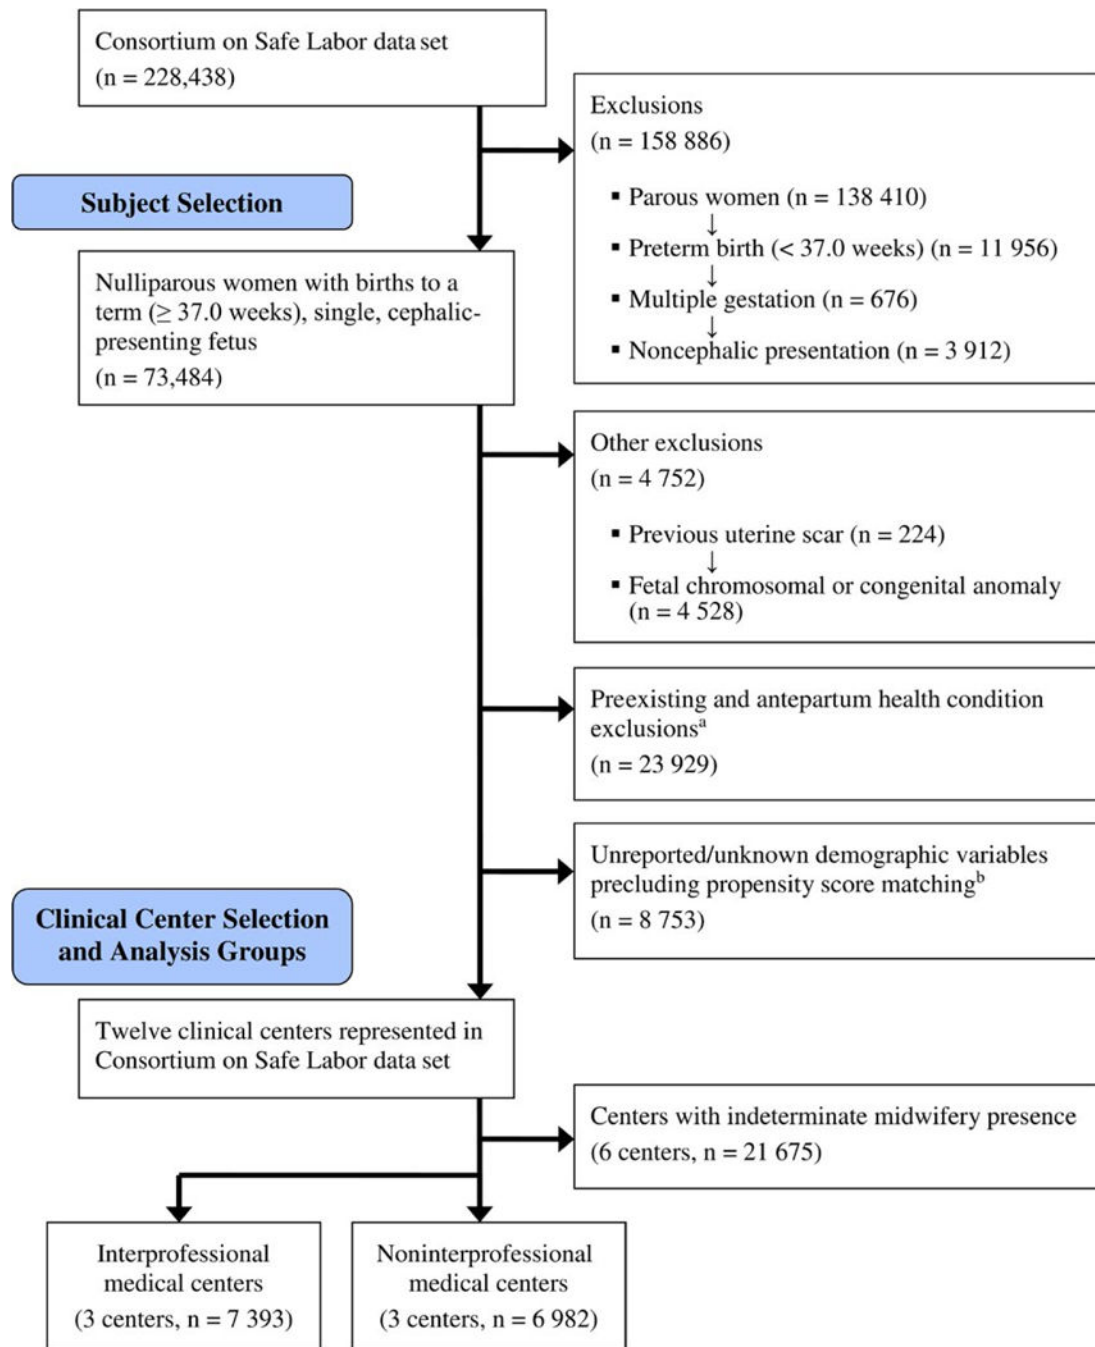 Consortium on Safe Labor data set
(n = 228,438)
Exclusions
(n = 158 886)
▪ Parous women (n = 138 410)
↓
▪ Preterm birth (< 37.0 weeks) (n = 11 956)
↓
▪ Multiple gestation (n = 676)
↓
▪ Noncephalic presentation (n = 3 912)
Subject Selection
Nulliparous women with births to a
term (≥ 37.0 weeks), single, cephalic-
presenting fetus
(n = 73,484)
Other exclusions
(n = 4 752)
▪ Previous uterine scar (n = 224)
↓
▪ Fetal chromosomal or congenital anomaly
(n = 4 528)
Preexisting and antepartum health condition
exclusionsᵃ
(n = 23 929)
Unreported/unknown demographic variables
precluding propensity score matchingᵇ
(n = 8 753)
Clinical Center Selection
and Analysis Groups
Twelve clinical centers represented in
Consortium on Safe Labor data set
Centers with indeterminate midwifery presence
(6 centers, n = 21 675)
Interprofessional
medical centers
(3 centers, n = 7 393)
Noninterprofessional
medical centers
(3 centers, n = 6 982)